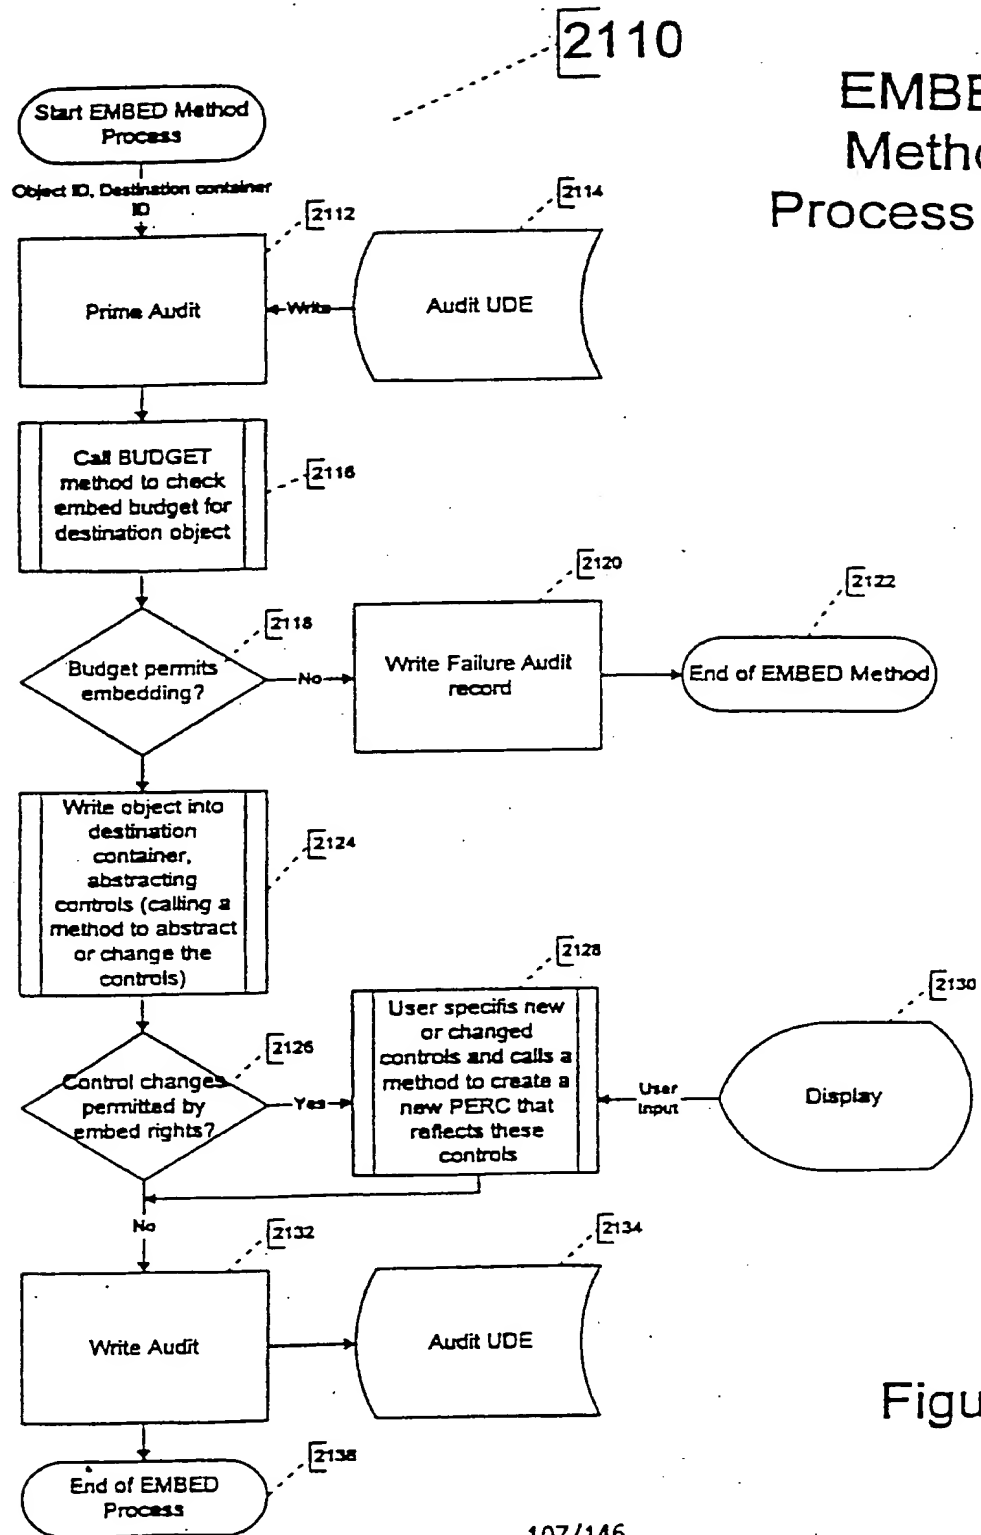 2110
EMBE
Metho
Process
Start EMBED Method
Process
Object ID, Destination container
ID
2112
2114
Prime Audit
Write
Audit UDE
Call BUDGET
method to check
embed budget for
destination object
2116
2118
Budget permits
embedding?
No
2120
Write Failure Audit
record
2122
End of EMBED Method
Write object into
destination
container,
abstracting
controls (calling a
method to abstract
or change the
controls)
2124
2126
Control changes
permitted by
embed rights?
Yes
2128
User specifis new
or changed
controls and calls a
method to create a
new PERC that
reflects these
controls
User
Input
2130
Display
No
2132
Write Audit
2134
Audit UDE
2136
End of EMBED
Process
Figu
107/146